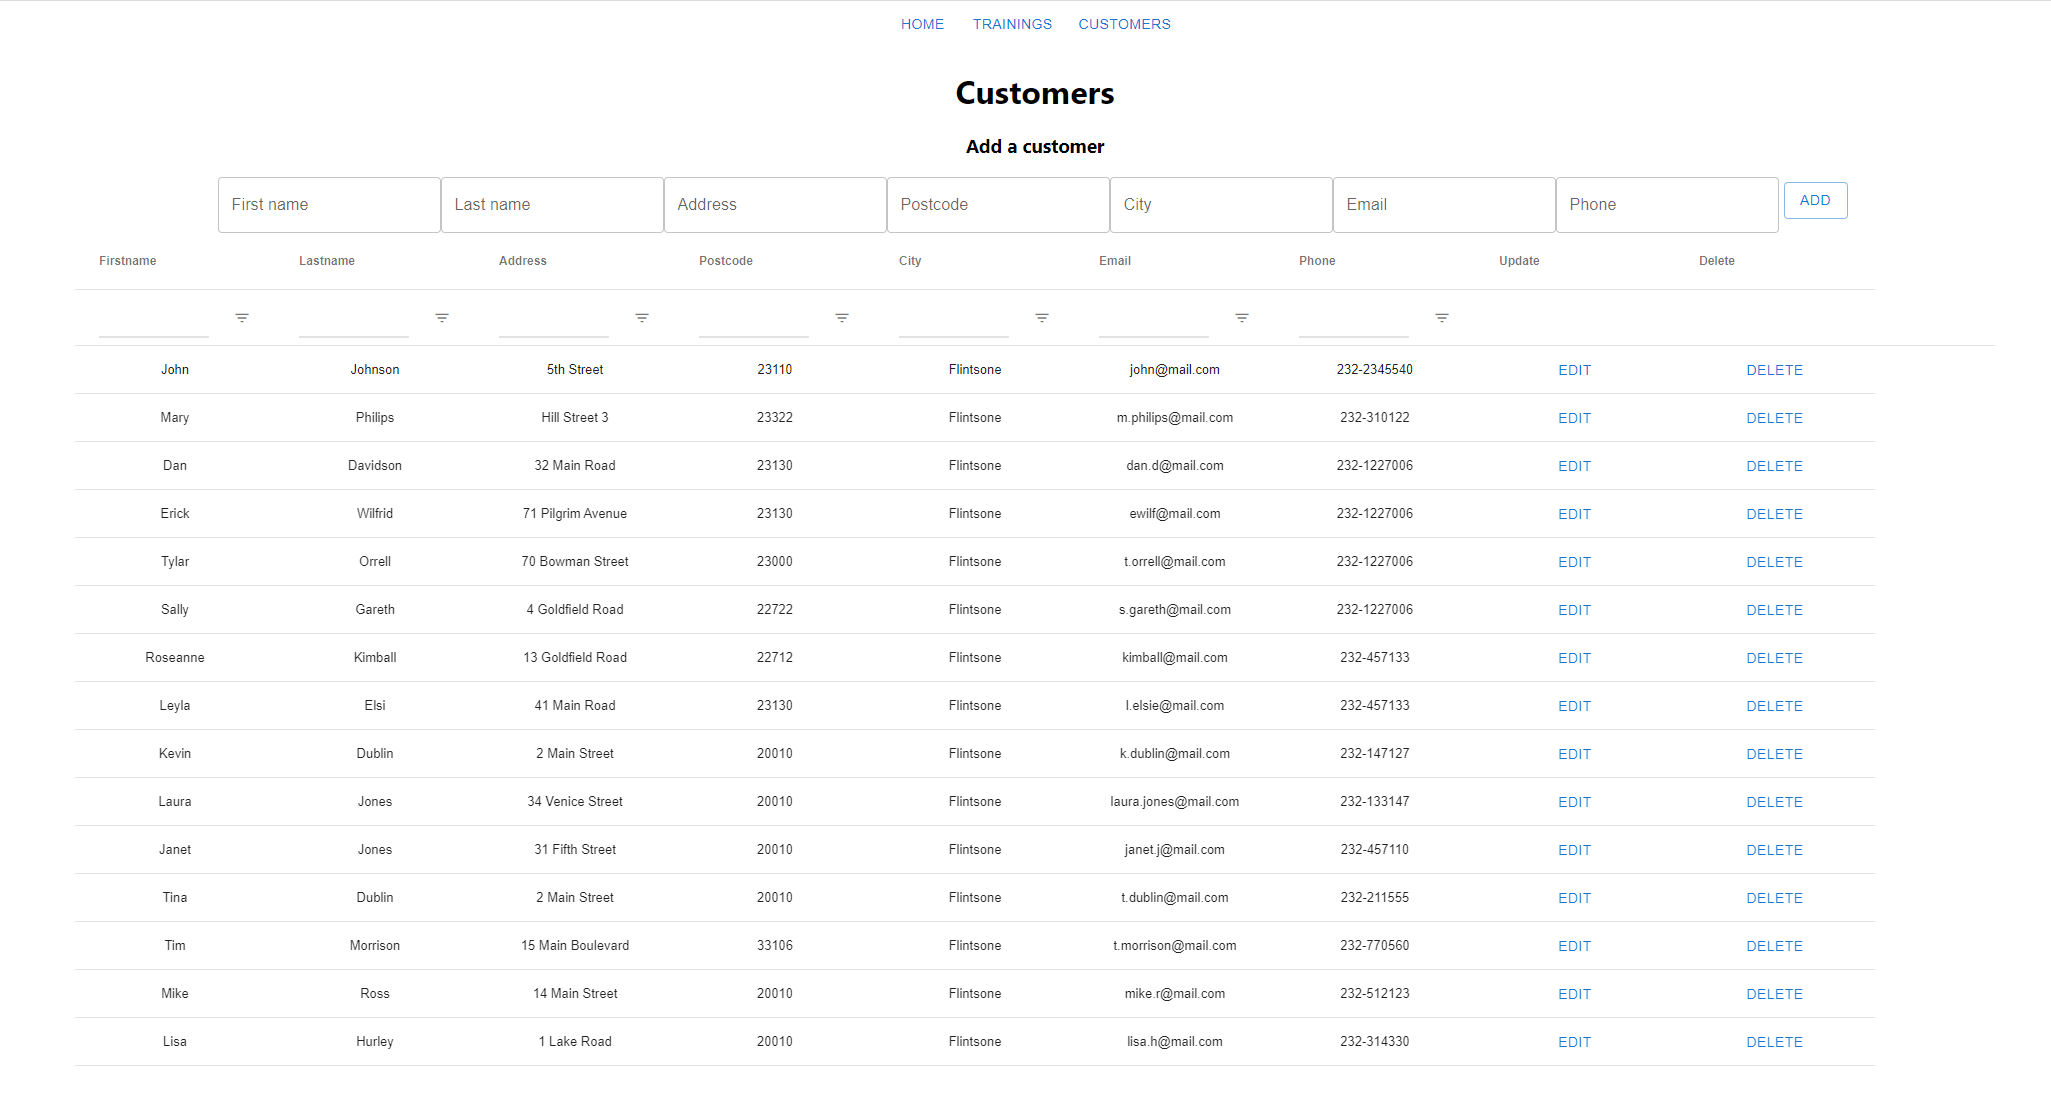 HOME TRAININGS CUSTOMERS
Customers
Add a customer
First name Last name Address Postcode City Email Phone ADD
Firstname Lastname Address Postcode City Email Phone Update Delete
John Johnson 5th Street 23110 Flintsone john@mail.com 232-2345540 EDIT DELETE
Mary Philips Hill Street 3 23322 Flintsone m.philips@mail.com 232-310122 EDIT DELETE
Dan Davidson 32 Main Road 23130 Flintsone dan.d@mail.com 232-1227006 EDIT DELETE
Erick Wilfrid 71 Pilgrim Avenue 23130 Flintsone ewilf@mail.com 232-1227006 EDIT DELETE
Tylar Orrell 70 Bowman Street 23000 Flintsone t.orrell@mail.com 232-1227006 EDIT DELETE
Sally Gareth 4 Goldfield Road 22722 Flintsone s.gareth@mail.com 232-1227006 EDIT DELETE
Roseanne Kimball 13 Goldfield Road 22712 Flintsone kimball@mail.com 232-457133 EDIT DELETE
Leyla Elsi 41 Main Road 23130 Flintsone l.elsie@mail.com 232-457133 EDIT DELETE
Kevin Dublin 2 Main Street 20010 Flintsone k.dublin@mail.com 232-147127 EDIT DELETE
Laura Jones 34 Venice Street 20010 Flintsone laura.jones@mail.com 232-133147 EDIT DELETE
Janet Jones 31 Fifth Street 20010 Flintsone janet.j@mail.com 232-457110 EDIT DELETE
Tina Dublin 2 Main Street 20010 Flintsone t.dublin@mail.com 232-211555 EDIT DELETE
Tim Morrison 15 Main Boulevard 33106 Flintsone t.morrison@mail.com 232-770560 EDIT DELETE
Mike Ross 14 Main Street 20010 Flintsone mike.r@mail.com 232-512123 EDIT DELETE
Lisa Hurley 1 Lake Road 20010 Flintsone lisa.h@mail.com 232-314330 EDIT DELETE